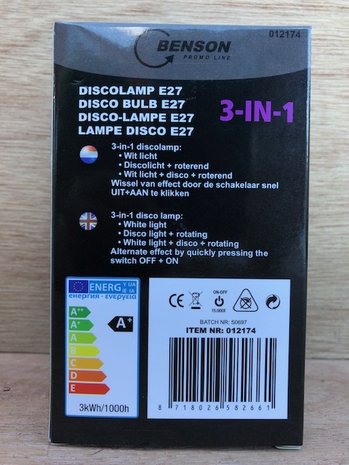 BENSON
PROMO LINE
012174
DISCOLAMP E27
DISCO BULB E27
DISCO-LAMPE E27
LAMPE DISCO E27
3-IN-1
3-in-1 discolamp:
• Wit licht
• Discolicht + roterend
• Wit licht + disco + roterend
Wissel van effect door de schakelaar snel
UIT+AAN te klikken
3-in-1 disco lamp:
• White light
• Disco light + rotating
• White light + disco + rotating
Alternate effect by quickly pressing the
switch OFF + ON
ENERG
енергия · ενεργεια
A++
A+
A
B
C
D
E
A+
3kWh/1000h
CE
ON-OFF
15.000X
BATCH NR: 50697
ITEM NR: 012174
8 718026 582661